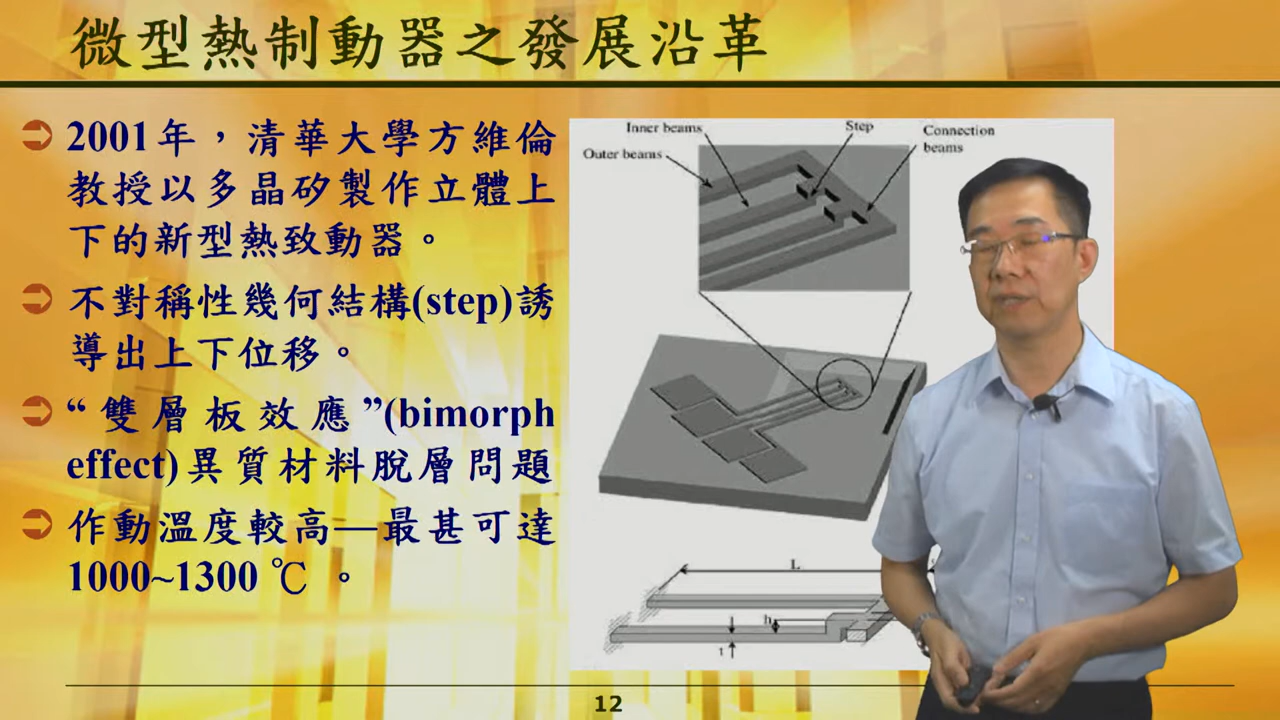 微型熱制動器之發展沿革
2001年，清華大學方維倫
教授以多晶矽製作立體上
下的新型熱致動器。
不對稱性幾何結構(step)誘
導出上下位移。
“雙層板效應”(bimorph
effect)異質材料脫層問題
作動溫度較高—最甚可達
1000~1300 ℃ 。
Inner beams
Step
Connection
beams
Outer beams
L
h
t
12